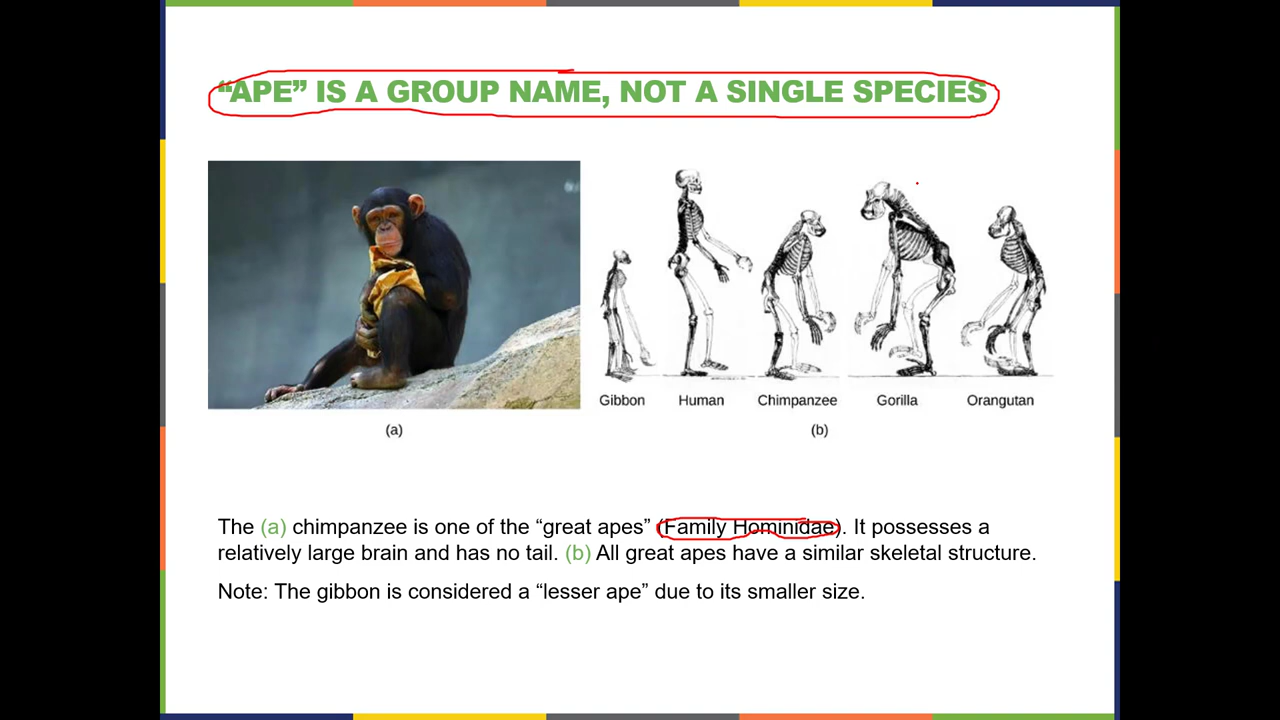 “APE” IS A GROUP NAME, NOT A SINGLE SPECIES
Gibbon Human Chimpanzee Gorilla Orangutan
(a) (b)
The (a) chimpanzee is one of the “great apes” (Family Hominidae). It possesses a
relatively large brain and has no tail. (b) All great apes have a similar skeletal structure.
Note: The gibbon is considered a “lesser ape” due to its smaller size.